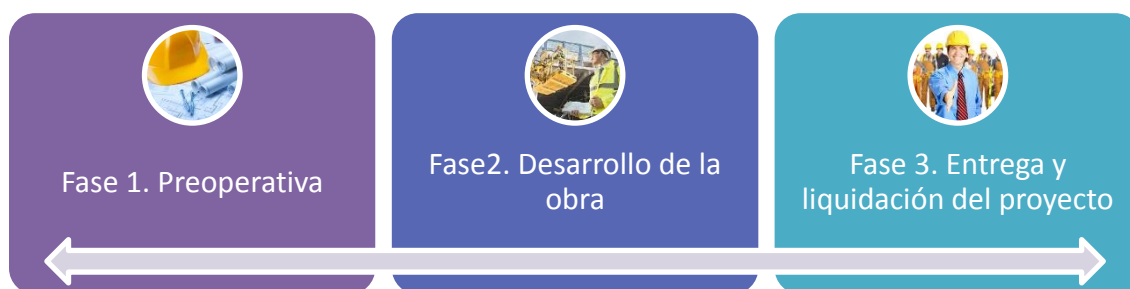 Fase 1. Preoperativa
Fase2. Desarrollo de la
obra
Fase 3. Entrega y
liquidación del proyecto